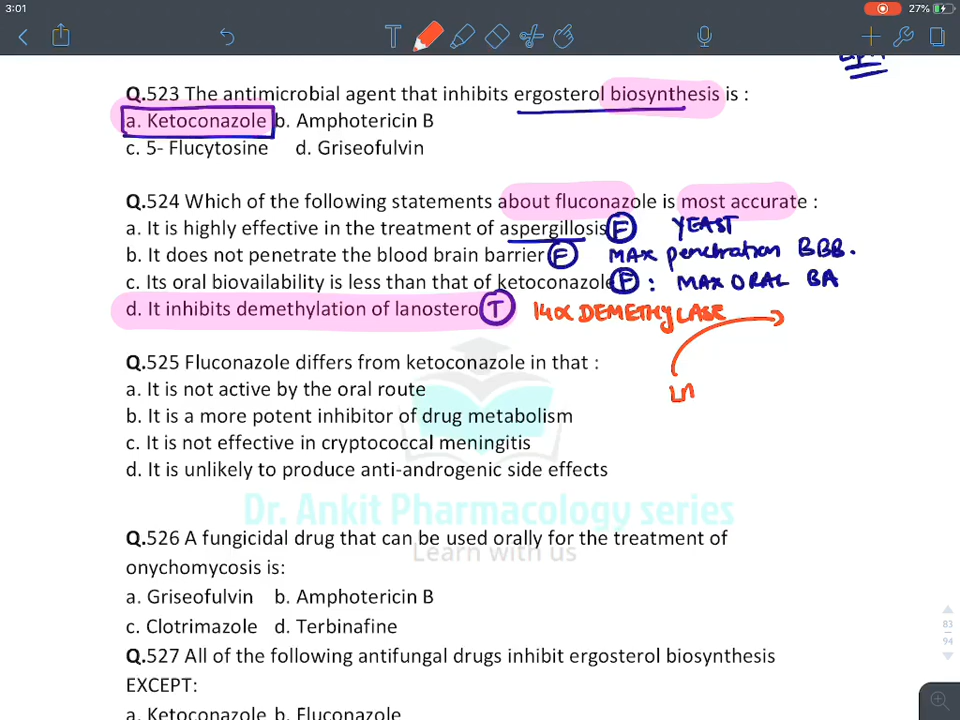 3:01
27%
T
Q.523 The antimicrobial agent that inhibits ergosterol biosynthesis is :
a. Ketoconazole b. Amphotericin B
c. 5- Flucytosine d. Griseofulvin
Q.524 Which of the following statements about fluconazole is most accurate :
a. It is highly effective in the treatment of aspergillosis F YEAST
b. It does not penetrate the blood brain barrier F MAX penetration BBB.
c. Its oral biovailability is less than that of ketoconazole F : MAX ORAL BA
d. It inhibits demethylation of lanostero T 14α DEMETHYLASE
Q.525 Fluconazole differs from ketoconazole in that :
a. It is not active by the oral route
b. It is a more potent inhibitor of drug metabolism
c. It is not effective in cryptococcal meningitis
d. It is unlikely to produce anti-androgenic side effects
Dr. Ankit Pharmacology series
Learn with us
Q.526 A fungicidal drug that can be used orally for the treatment of
onychomycosis is:
a. Griseofulvin b. Amphotericin B
c. Clotrimazole d. Terbinafine
Q.527 All of the following antifungal drugs inhibit ergosterol biosynthesis
EXCEPT:
a. Ketoconazole b. Fluconazole
83
94